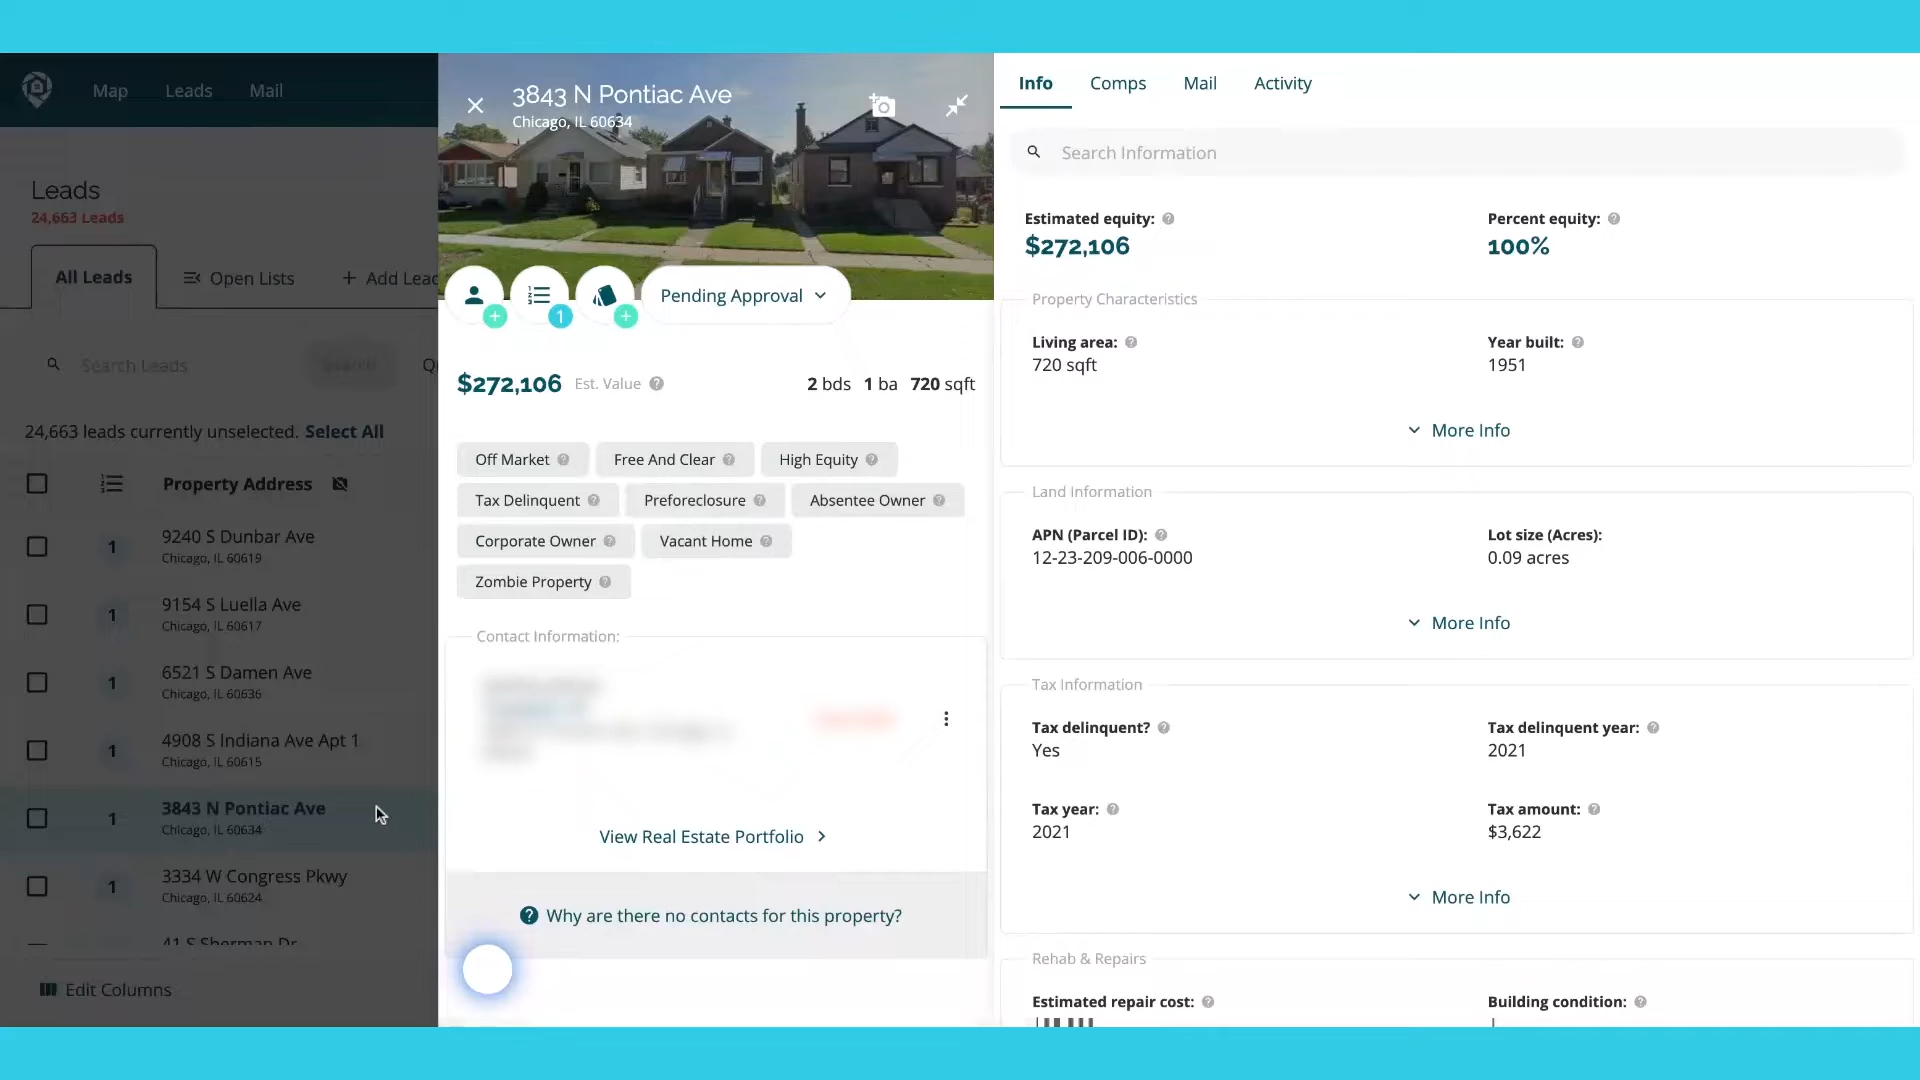 Map
Leads
Mail
Leads
24,663 Leads
All Leads
Open Lists
+ Add Lead
Search Leads
Search
24,663 leads currently unselected. Select All
Property Address
1
9240 S Dunbar Ave
Chicago, IL 60619
1
9154 S Luella Ave
Chicago, IL 60617
1
6521 S Damen Ave
Chicago, IL 60636
1
4908 S Indiana Ave Apt 1
Chicago, IL 60615
1
3843 N Pontiac Ave
Chicago, IL 60634
1
3334 W Congress Pkwy
Chicago, IL 60624
41 S Sherman Dr
Edit Columns
3843 N Pontiac Ave
Chicago, IL 60634
1
Pending Approval
$272,106 Est. Value
2 bds 1 ba 720 sqft
Off Market
Free And Clear
High Equity
Tax Delinquent
Preforeclosure
Absentee Owner
Corporate Owner
Vacant Home
Zombie Property
Contact Information:
View Real Estate Portfolio
Why are there no contacts for this property?
Info
Comps
Mail
Activity
Search Information
Estimated equity:
$272,106
Percent equity:
100%
Property Characteristics
Living area:
720 sqft
Year built:
1951
More Info
Land Information
APN (Parcel ID):
12-23-209-006-0000
Lot size (Acres):
0.09 acres
More Info
Tax Information
Tax delinquent?
Yes
Tax delinquent year:
2021
Tax year:
2021
Tax amount:
$3,622
More Info
Rehab & Repairs
Estimated repair cost:
Building condition: